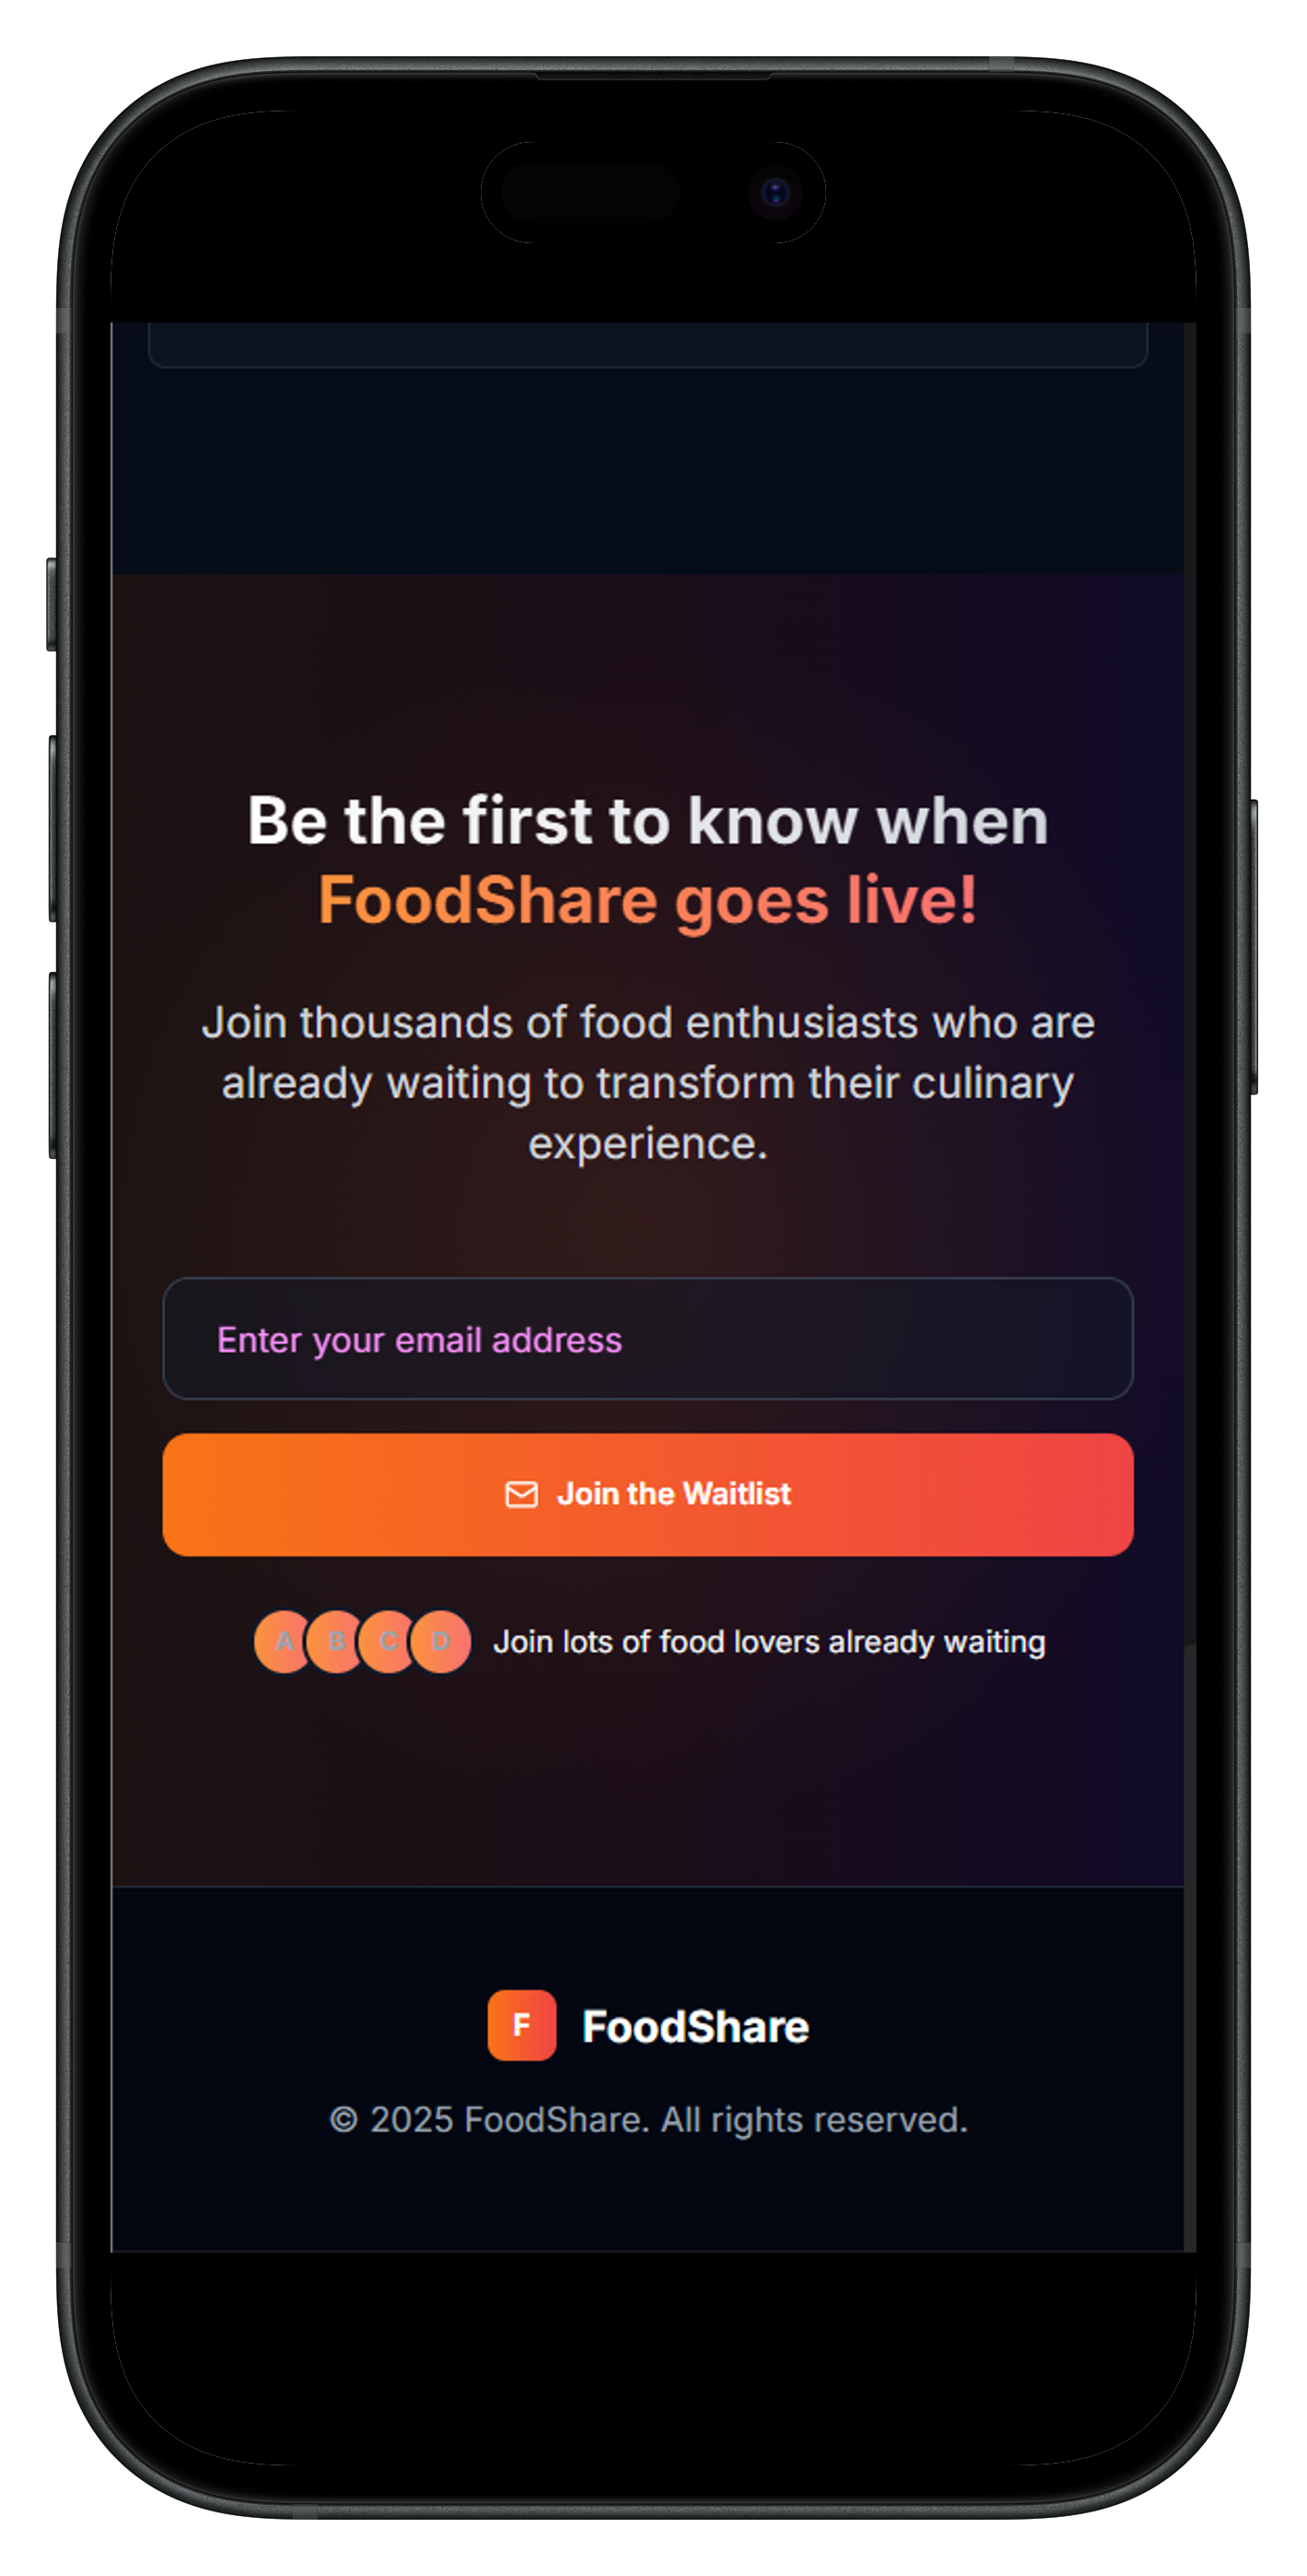 Be the first to know when
FoodShare goes live!
Join thousands of food enthusiasts who are
already waiting to transform their culinary
experience.
Enter your email address
Join the Waitlist
A B C D Join lots of food lovers already waiting
F FoodShare
© 2025 FoodShare. All rights reserved.